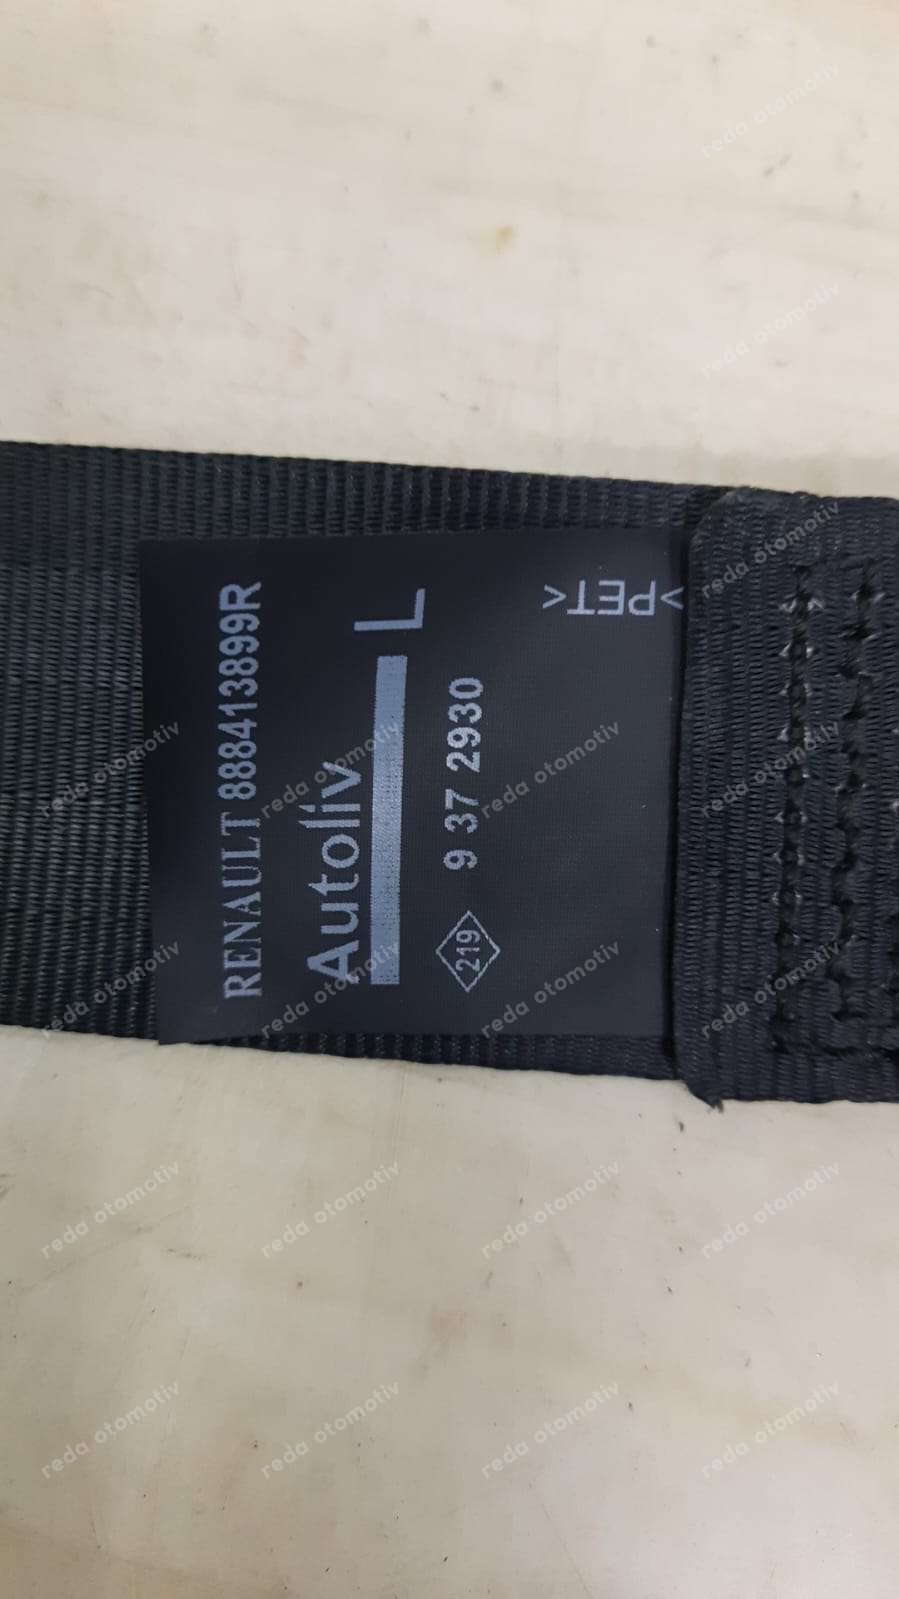 RENAULT 888413899R
Autoliv
L
219
9 37 2930
>PET<
reda otomotiv